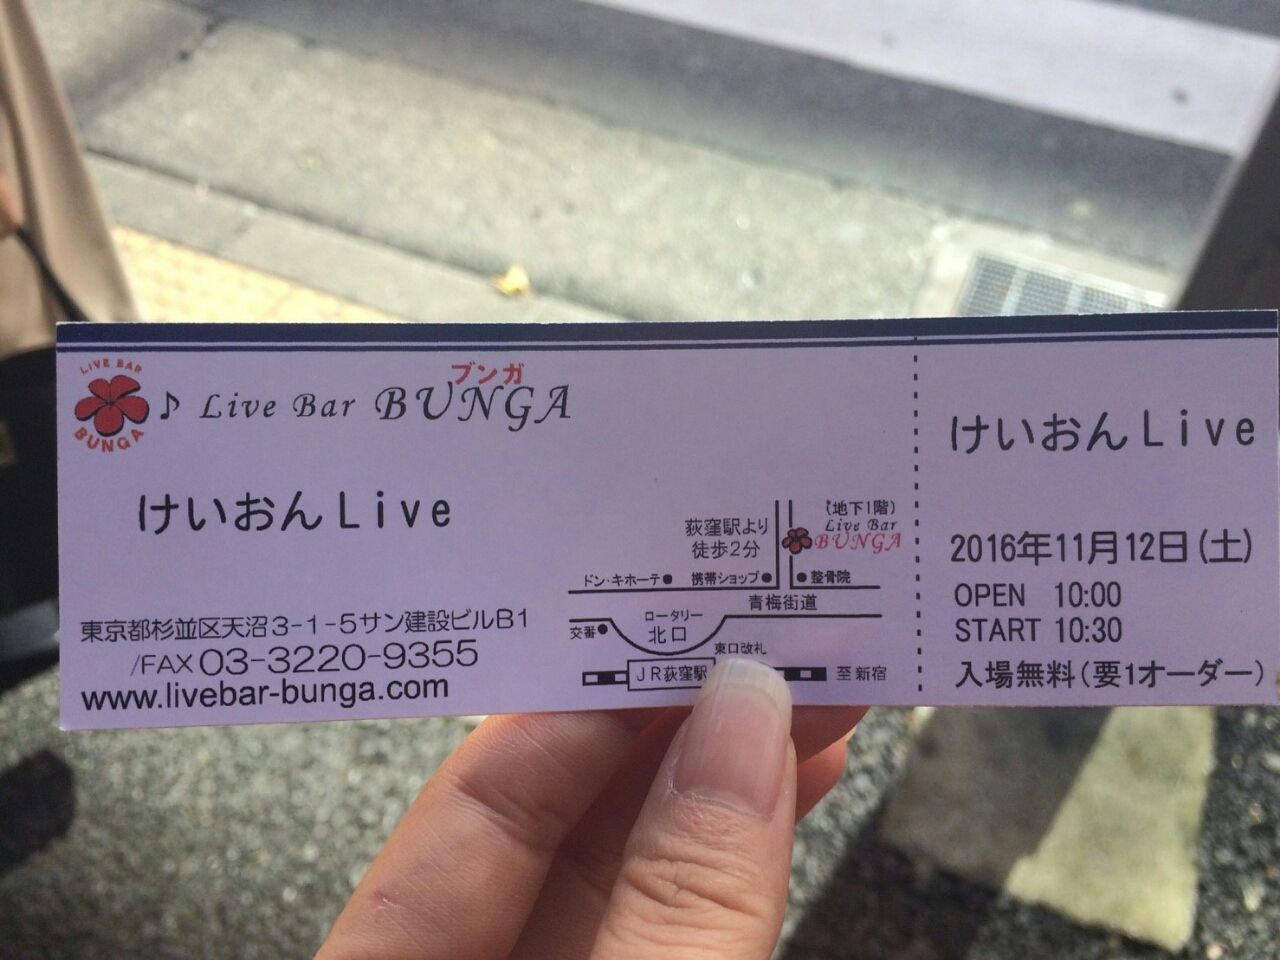 LIVE BAR
BUNGA
♪ Live Bar BUNGA
ブンガ
けいおんLive
東京都杉並区天沼3-1-5サン建設ビルB1
/FAX 03-3220-9355
www.livebar-bunga.com
荻窪駅より
徒歩2分
(地下1階)
Live Bar
BUNGA
ドン・キホーテ
携帯ショップ
整骨院
青梅街道
ロータリー
北口
交番
東口改札
JR荻窪駅
至新宿
けいおんLive
2016年11月12日(土)
OPEN 10:00
START 10:30
入場無料(要1オーダー)